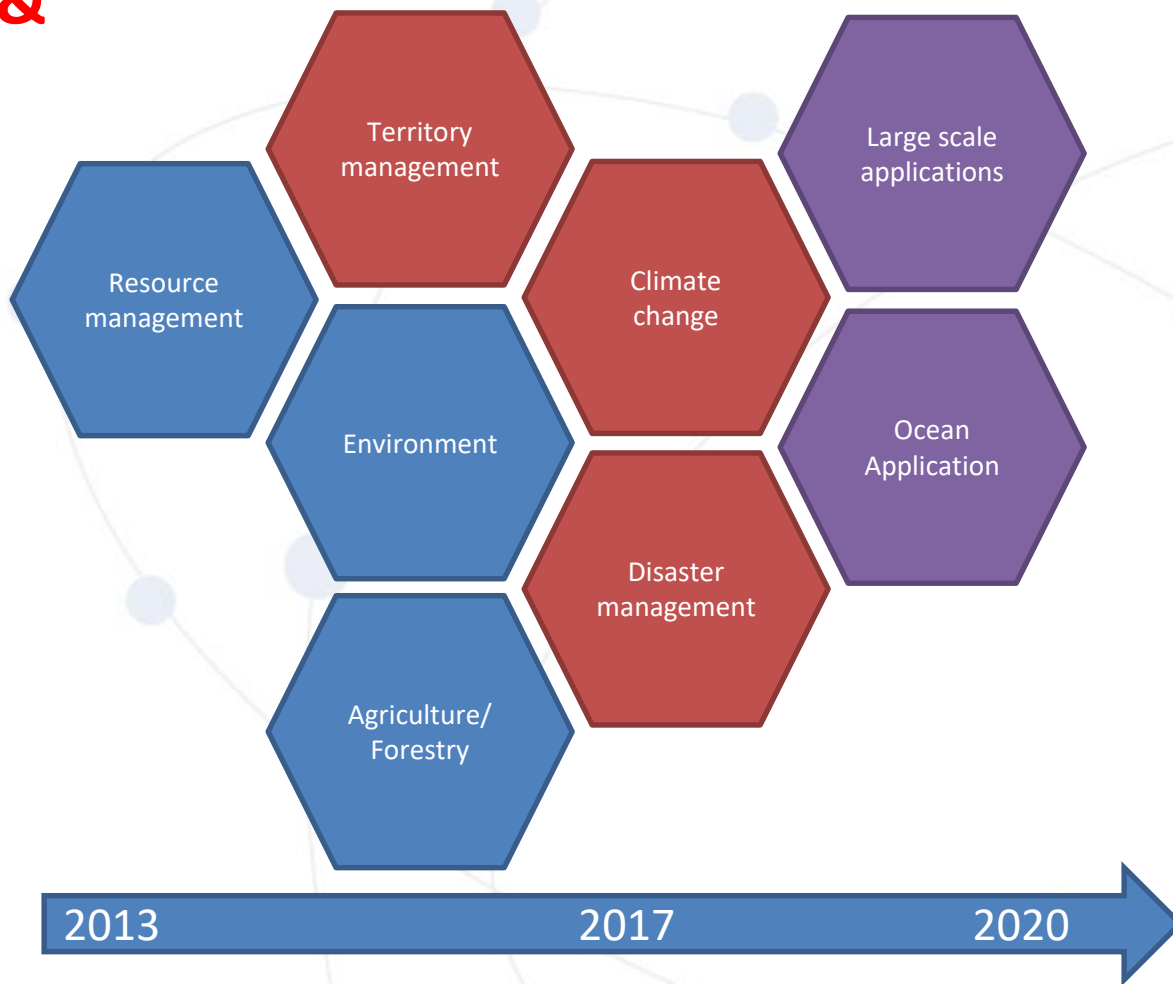 &
Territory
management
Large scale
applications
Resource
management
Climate
change
Environment
Ocean
Application
Disaster
management
Agriculture/
Forestry
2013
2017
2020